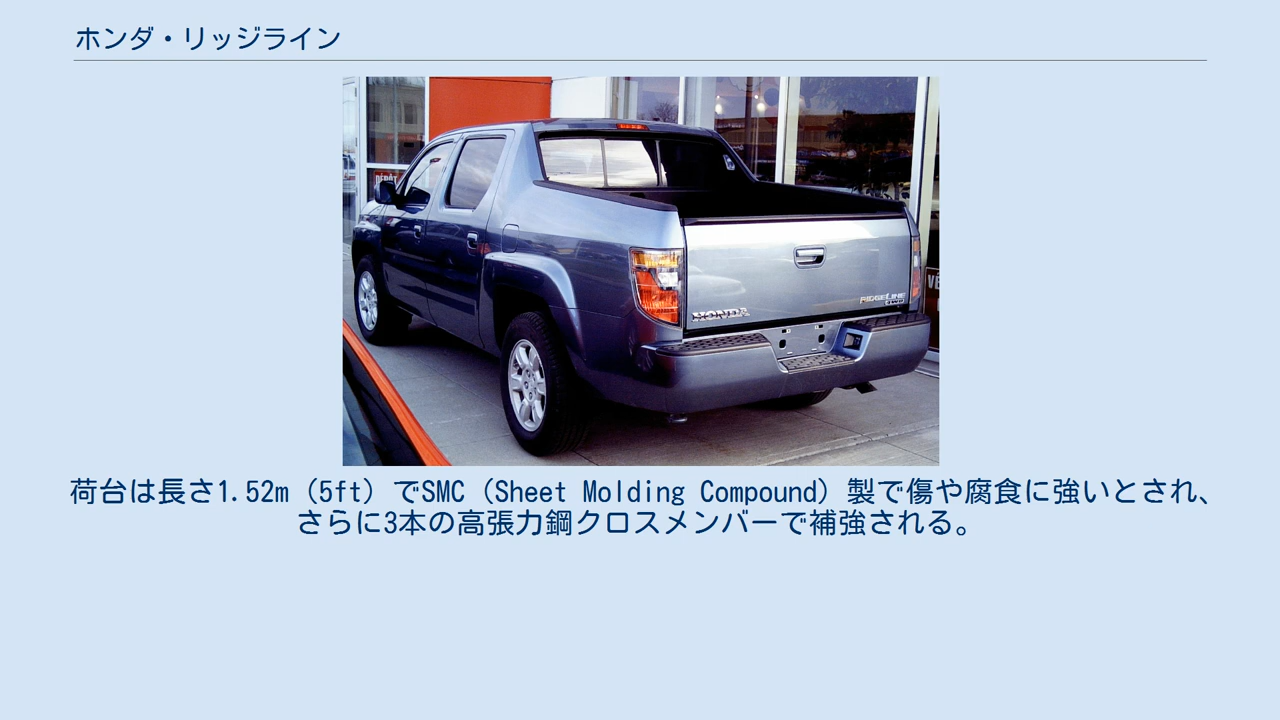 ホンダ・リッジライン
DÉPÔT
HONDA
RIDGELINE
4WD
荷台は長さ1.52m（5ft）でSMC（Sheet Molding Compound）製で傷や腐食に強いとされ、
さらに3本の高張力鋼クロスメンバーで補強される。